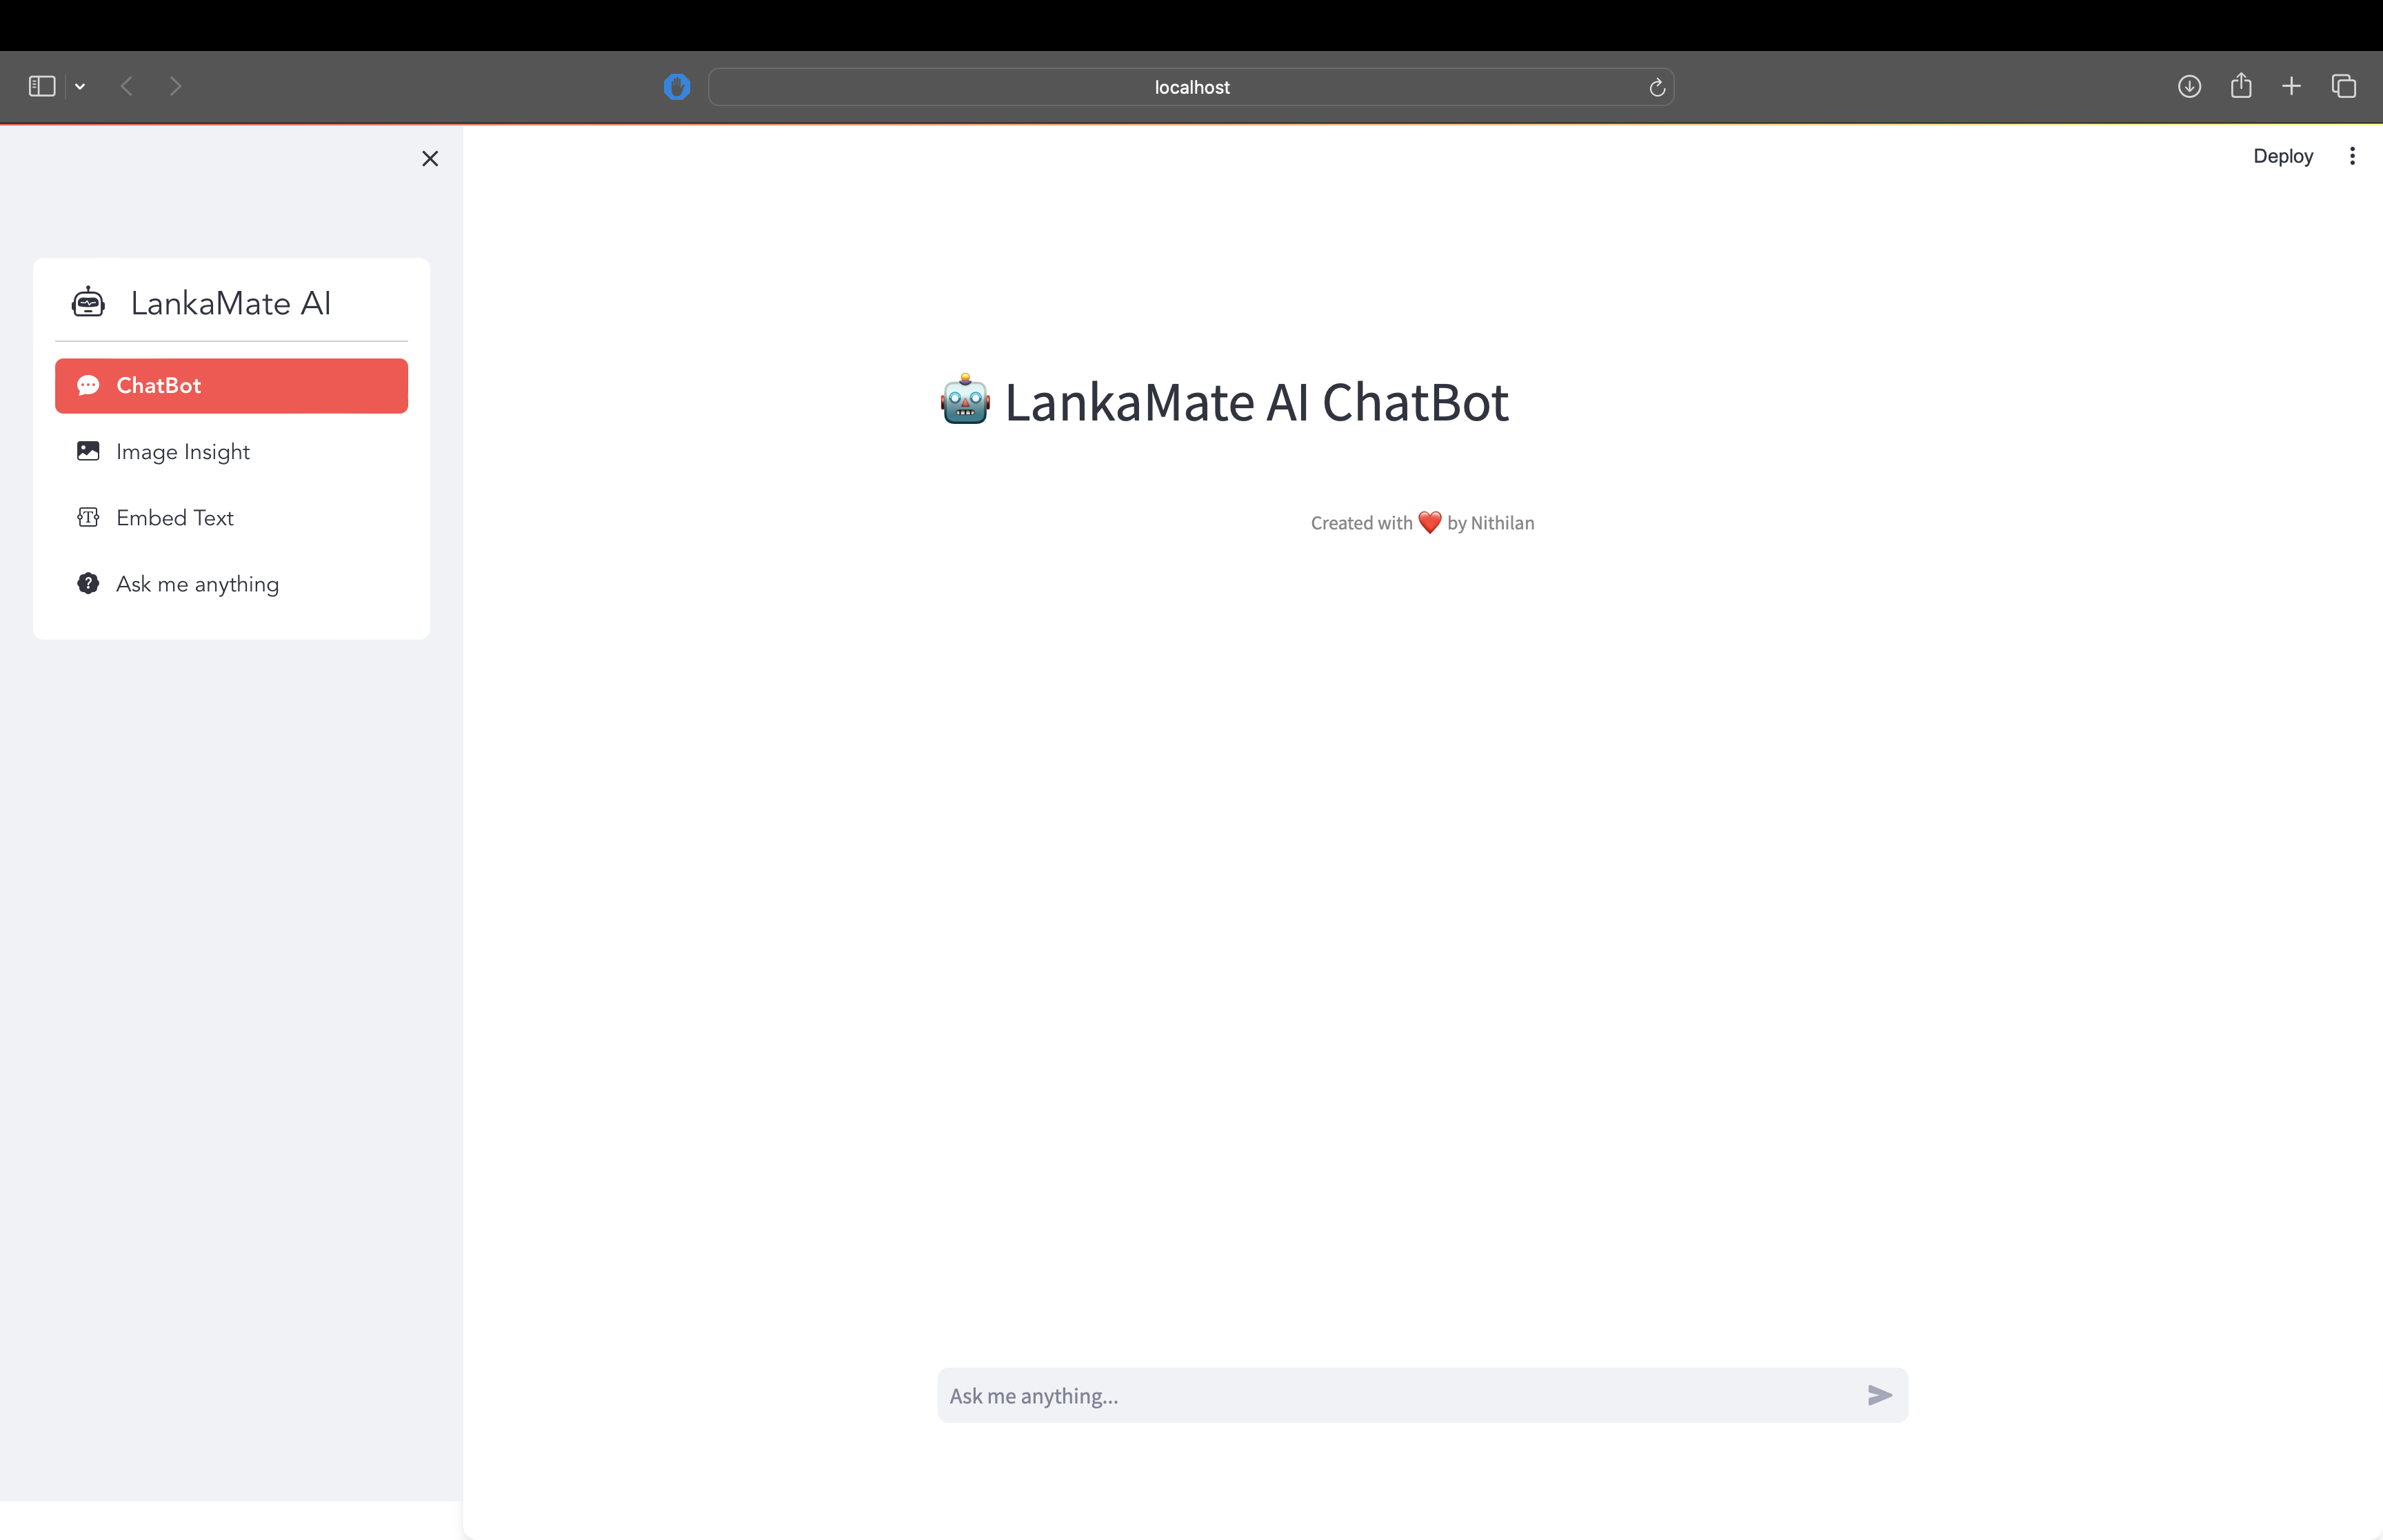 localhost
Deploy
LankaMate AI
ChatBot
Image Insight
Embed Text
Ask me anything
🤖 LankaMate AI ChatBot
Created with ❤️ by Nithilan
Ask me anything...